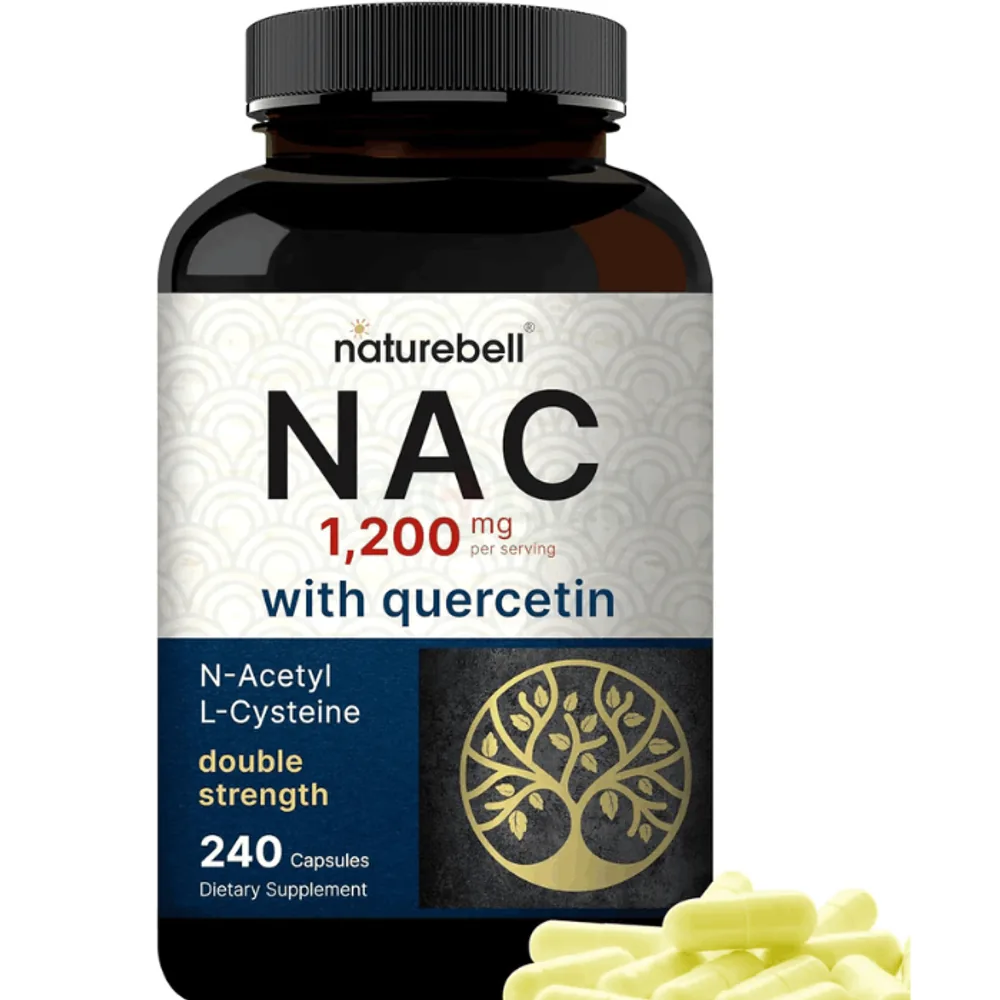 naturebell®
NAC
1,200 mg
per serving
with quercetin
N-Acetyl
L-Cysteine
double
strength
240 Capsules
Dietary Supplement